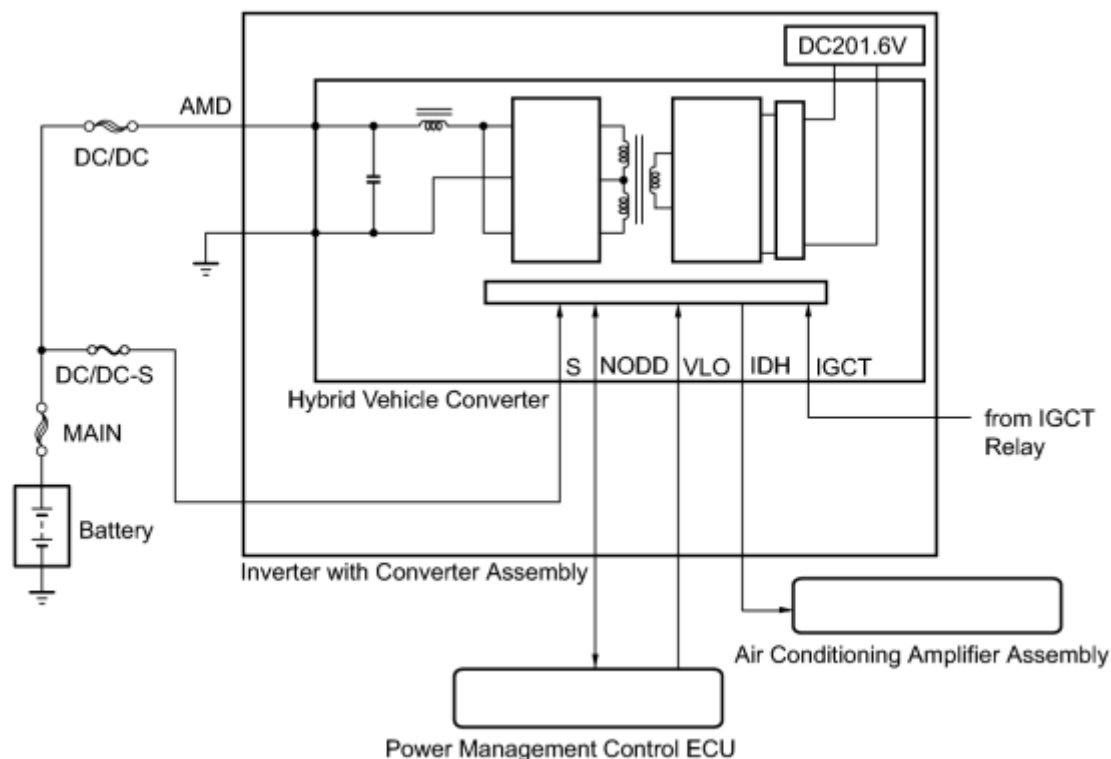 DC201.6V
AMD
DC/DC
DC/DC-S
S
NODD
VLO
IDH
IGCT
Hybrid Vehicle Converter
MAIN
from IGCT
Relay
Battery
Inverter with Converter Assembly
Air Conditioning Amplifier Assembly
Power Management Control ECU